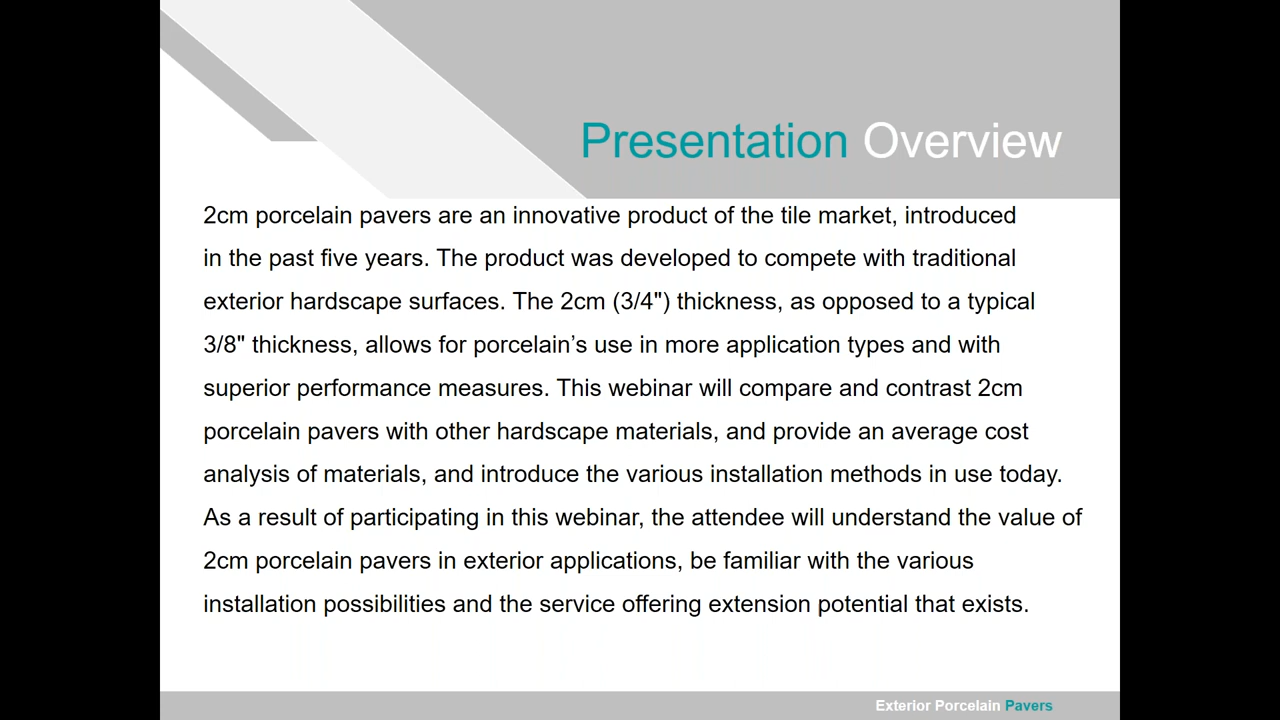 Presentation Overview
2cm porcelain pavers are an innovative product of the tile market, introduced
in the past five years. The product was developed to compete with traditional
exterior hardscape surfaces. The 2cm (3/4") thickness, as opposed to a typical
3/8" thickness, allows for porcelain’s use in more application types and with
superior performance measures. This webinar will compare and contrast 2cm
porcelain pavers with other hardscape materials, and provide an average cost
analysis of materials, and introduce the various installation methods in use today.
As a result of participating in this webinar, the attendee will understand the value of
2cm porcelain pavers in exterior applications, be familiar with the various
installation possibilities and the service offering extension potential that exists.
Exterior Porcelain Pavers